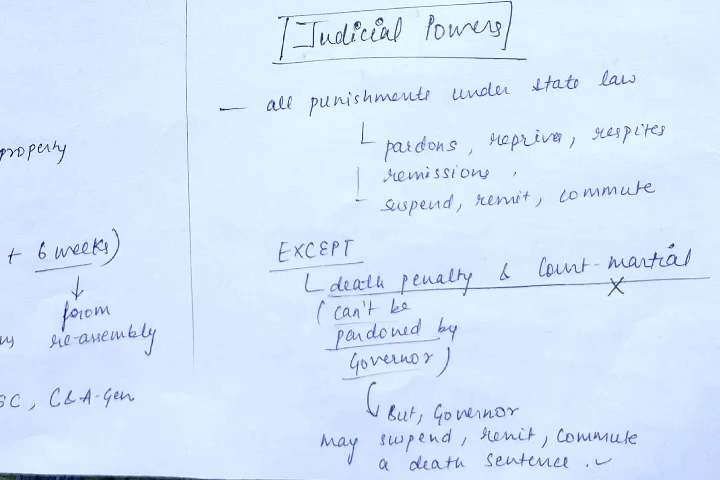 Judicial Powers
— all punishments under state law
pardons, reprives, respites
remissions,
suspend, remit, commute
EXCEPT
death penalty & Court-martial
X
(can't be
pardoned by
Governor)
But, Governor
may suspend, remit, commute
a death sentence.
property
+ 6 weeks)
from
re-assembly
SC, C&A-Gen